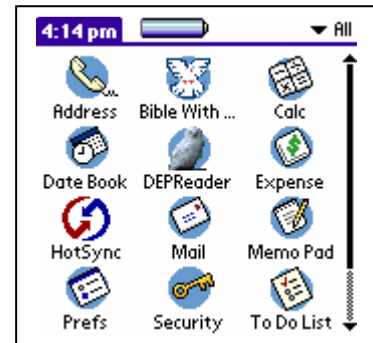 4:14 pm All
Address Bible With ... Calc
Date Book DEPReader Expense
HotSync Mail Memo Pad
Prefs Security To Do List